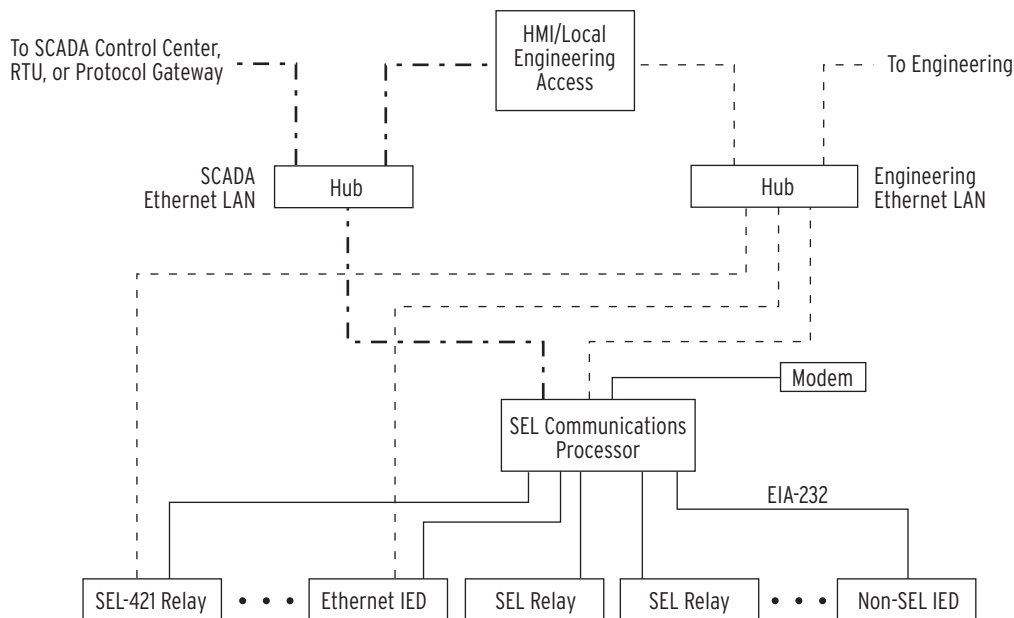 HMI/Local
Engineering
Access
To SCADA Control Center,
RTU, or Protocol Gateway
To Engineering
SCADA
Ethernet LAN
Hub
Hub
Engineering
Ethernet LAN
Modem
SEL Communications
Processor
EIA-232
SEL-421 Relay
Ethernet IED
SEL Relay
SEL Relay
Non-SEL IED